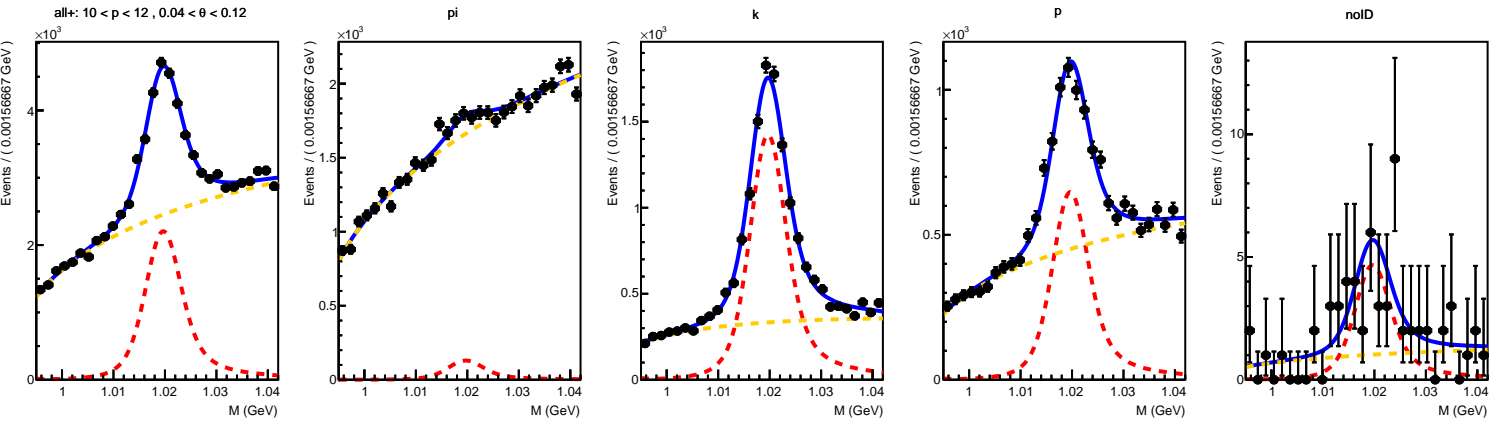 all+: 10 < p < 12 , 0.04 < θ < 0.12
×10³
Events / ( 0.00156667 GeV )
4
2
0
1 1.01 1.02 1.03 1.04
M (GeV)
pi
×10³
Events / ( 0.00156667 GeV )
2
1.5
1
0.5
0
1 1.01 1.02 1.03 1.04
M (GeV)
k
×10³
Events / ( 0.00156667 GeV )
1.5
1
0.5
0
1 1.01 1.02 1.03 1.04
M (GeV)
p
×10³
Events / ( 0.00156667 GeV )
1
0.5
0
1 1.01 1.02 1.03 1.04
M (GeV)
noID
Events / ( 0.00156667 GeV )
10
5
0
1 1.01 1.02 1.03 1.04
M (GeV)